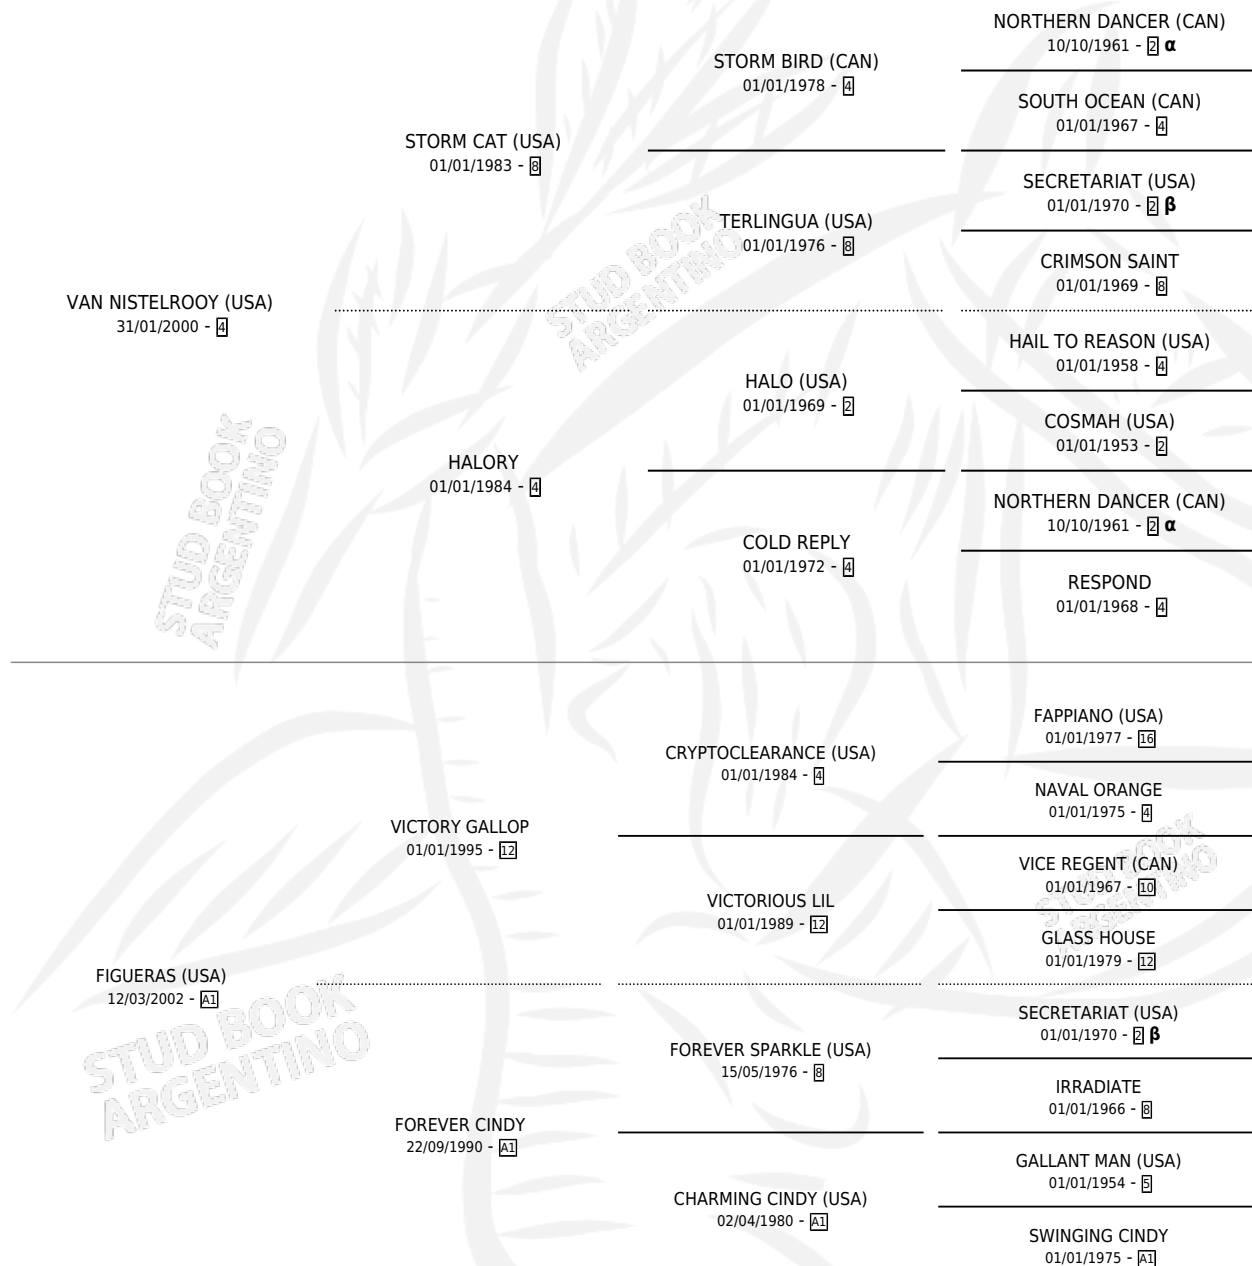 NORTHERN DANCER (CAN)
10/10/1961 - 2 α
STORM BIRD (CAN)
01/01/1978 - 4
SOUTH OCEAN (CAN)
01/01/1967 - 4
STORM CAT (USA)
01/01/1983 - 8
SECRETARIAT (USA)
01/01/1970 - 2 β
TERLINGUA (USA)
01/01/1976 - 8
CRIMSON SAINT
01/01/1969 - 8
VAN NISTELROOY (USA)
31/01/2000 - 4
STUD BOOK
ARGENTINO
HAIL TO REASON (USA)
01/01/1958 - 4
HALO (USA)
01/01/1969 - 2
COSMAH (USA)
01/01/1953 - 2
HALORY
01/01/1984 - 4
NORTHERN DANCER (CAN)
10/10/1961 - 2 α
COLD REPLY
01/01/1972 - 4
RESPOND
01/01/1968 - 4
STUD BOOK
ARGENTINO
FAPPIANO (USA)
01/01/1977 - 16
CRYPTOCLEARANCE (USA)
01/01/1984 - 4
NAVAL ORANGE
01/01/1975 - 4
VICTORY GALLOP
01/01/1995 - 12
VICE REGENT (CAN)
01/01/1967 - 10
STUD BOOK
ARGENTINO
VICTORIOUS LIL
01/01/1989 - 12
GLASS HOUSE
01/01/1979 - 12
FIGUERAS (USA)
12/03/2002 - A1
STUD BOOK
ARGENTINO
SECRETARIAT (USA)
01/01/1970 - 2 β
FOREVER SPARKLE (USA)
15/05/1976 - 8
IRRADIATE
01/01/1966 - 8
FOREVER CINDY
22/09/1990 - A1
GALLANT MAN (USA)
01/01/1954 - 5
CHARMING CINDY (USA)
02/04/1980 - A1
SWINGING CINDY
01/01/1975 - A1